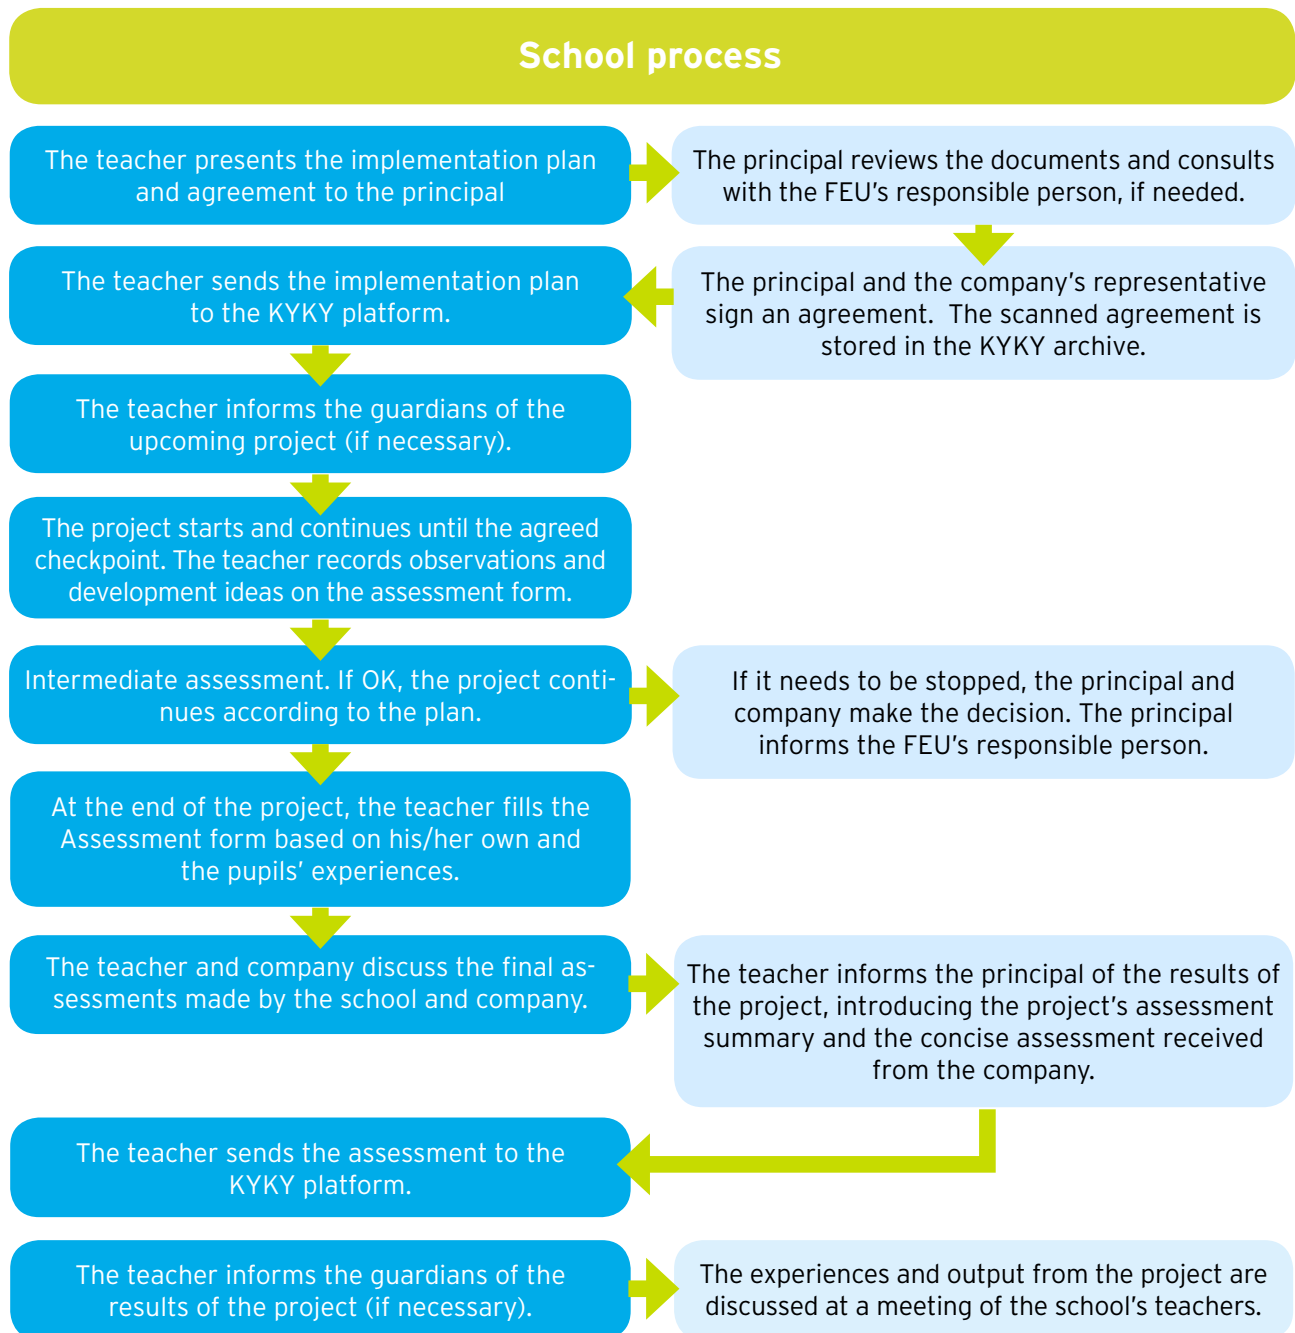 School process
The teacher presents the implementation plan
and agreement to the principal
The principal reviews the documents and consults
with the FEU's responsible person, if needed.
The principal and the company's representative
sign an agreement.  The scanned agreement is
stored in the KYKY archive.
The teacher sends the implementation plan
to the KYKY platform.
The teacher informs the guardians of the
upcoming project (if necessary).
The project starts and continues until the agreed
checkpoint. The teacher records observations and
development ideas on the assessment form.
Intermediate assessment. If OK, the project conti-
nues according to the plan.
If it needs to be stopped, the principal and
company make the decision. The principal
informs the FEU's responsible person.
At the end of the project, the teacher fills the
Assessment form based on his/her own and
the pupils' experiences.
The teacher and company discuss the final as-
sessments made by the school and company.
The teacher informs the principal of the results of
the project, introducing the project's assessment
summary and the concise assessment received
from the company.
The teacher sends the assessment to the
KYKY platform.
The teacher informs the guardians of the
results of the project (if necessary).
The experiences and output from the project are
discussed at a meeting of the school's teachers.